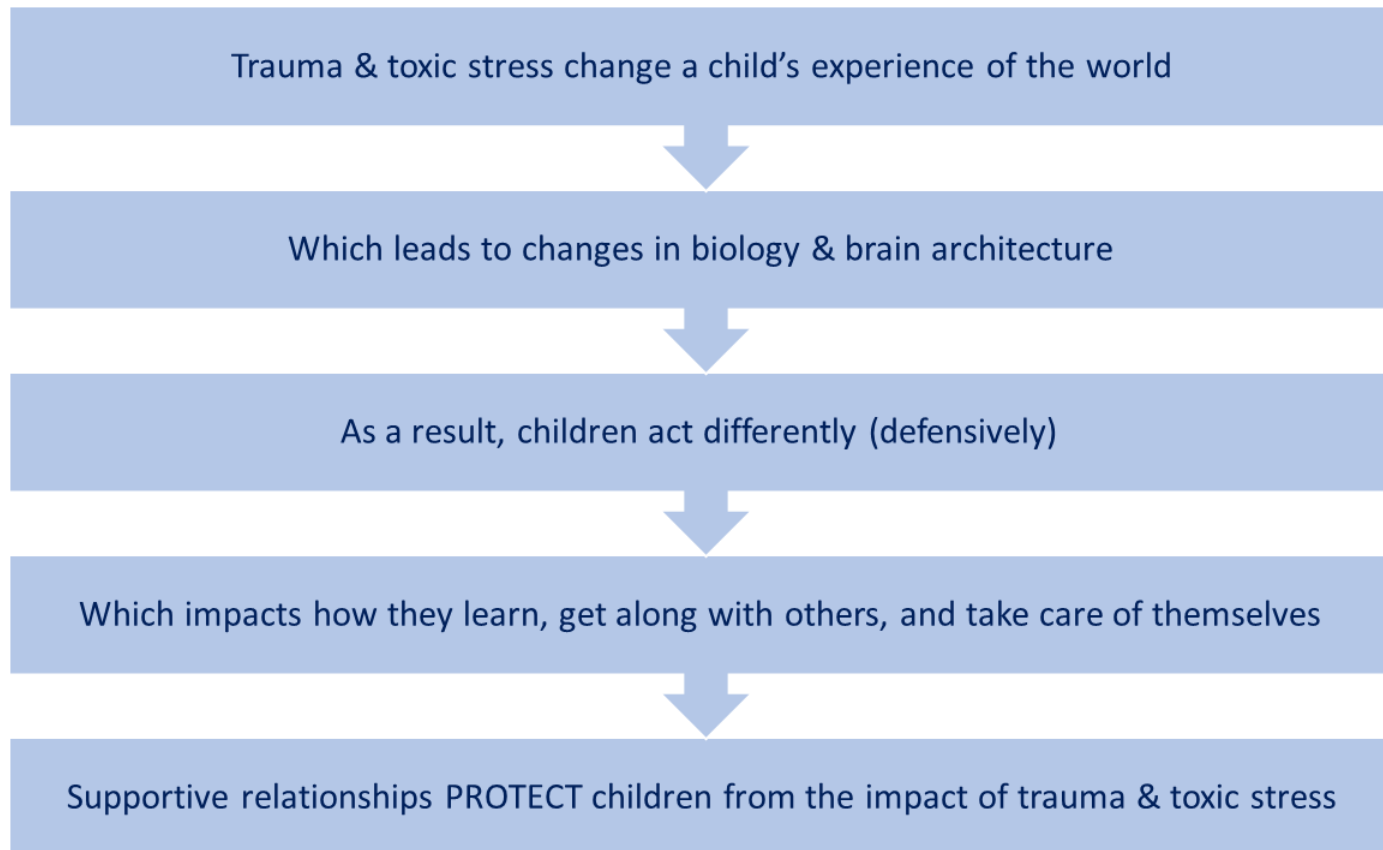 Trauma & toxic stress change a child’s experience of the world
Which leads to changes in biology & brain architecture
As a result, children act differently (defensively)
Which impacts how they learn, get along with others, and take care of themselves
Supportive relationships PROTECT children from the impact of trauma & toxic stress